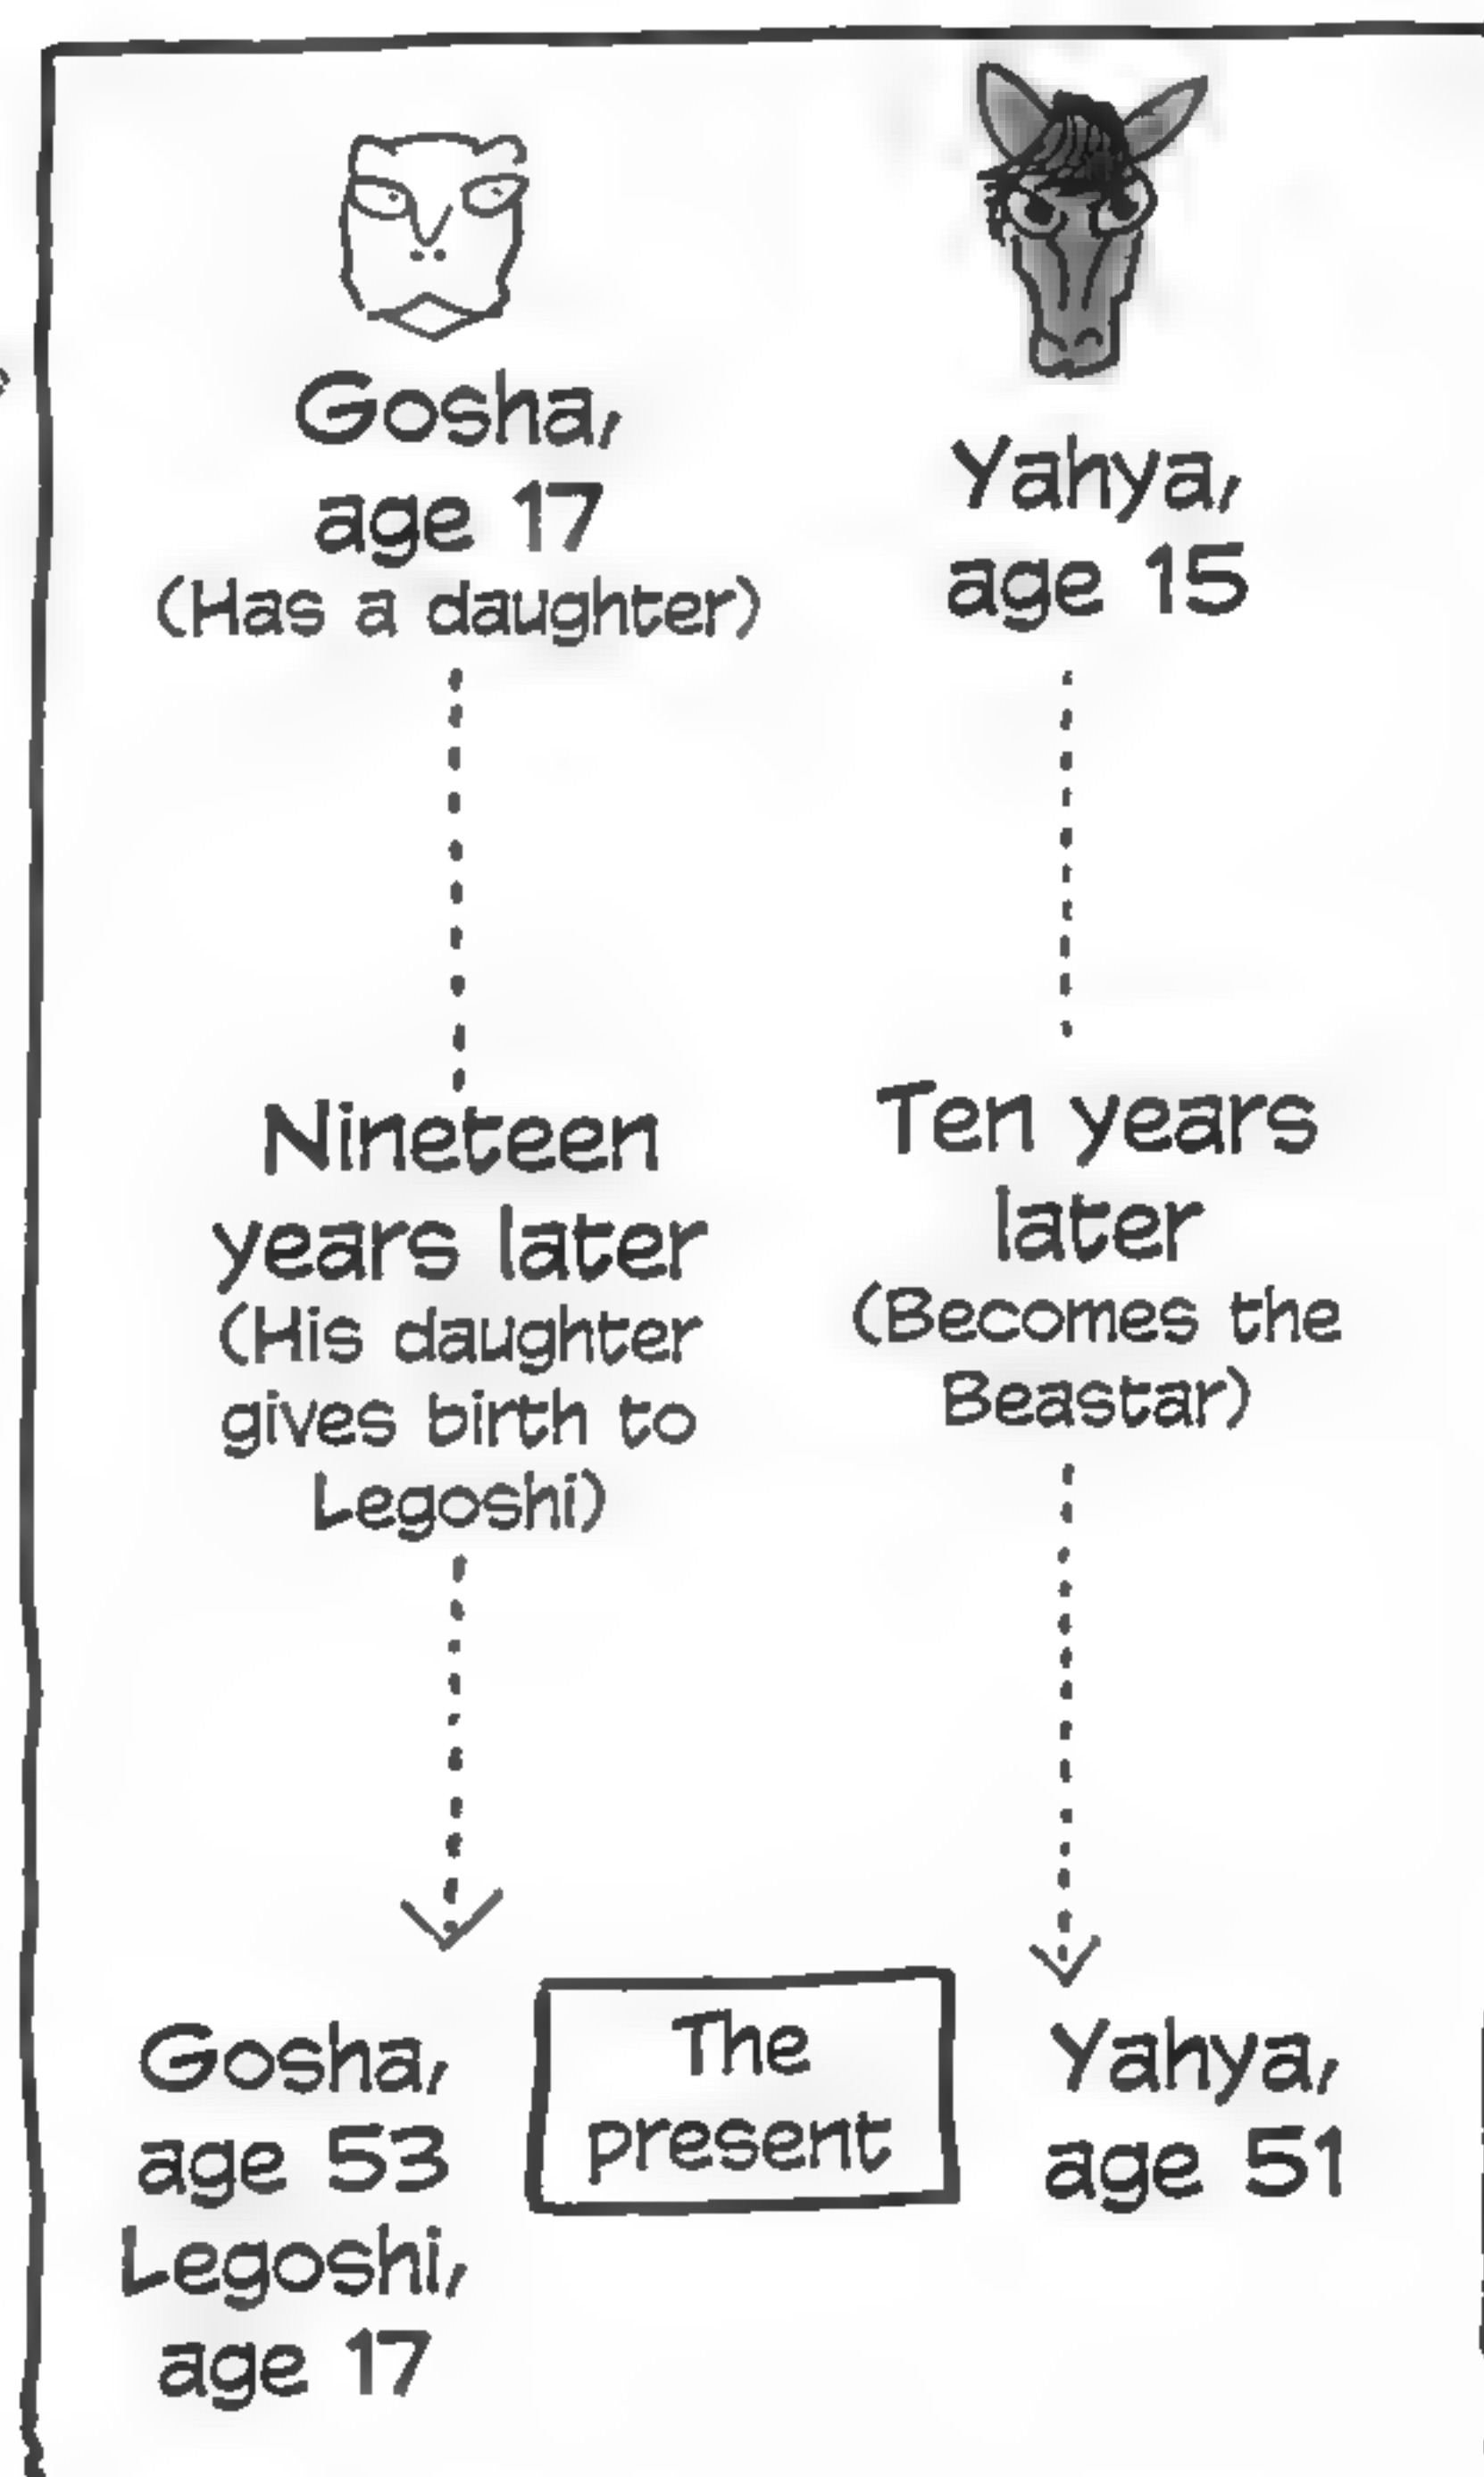 Gosha,
age 17
(Has a daughter)
Nineteen
years later
(His daughter
gives birth to
Legoshi)
Gosha,
age 53
Legoshi,
age 17
Yahya,
age 15
Ten years
later
(Becomes the
Beastar)
Yahya,
age 51
The
present